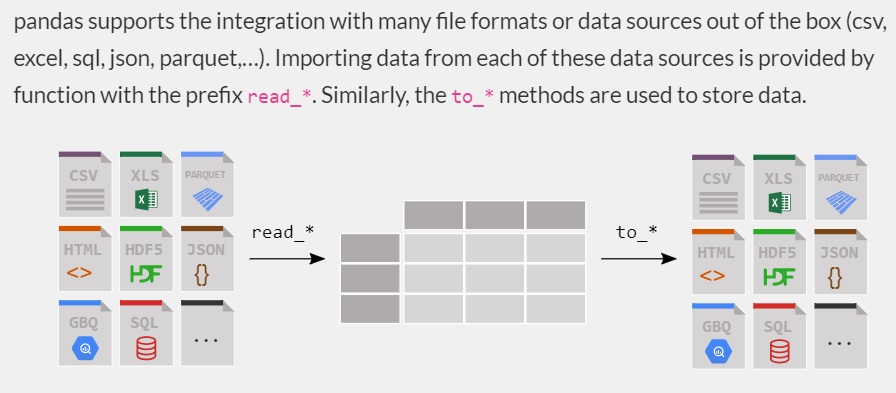 pandas supports the integration with many file formats or data sources out of the box (csv,
excel, sql, json, parquet,…). Importing data from each of these data sources is provided by
function with the prefix read_*. Similarly, the to_* methods are used to store data.
CSV XLS PARQUET
X
HTML HDF5 JSON
<> HDF {}
GBQ SQL
...
read_*
to_*
CSV XLS PARQUET
X
HTML HDF5 JSON
<> HDF {}
GBQ SQL
...